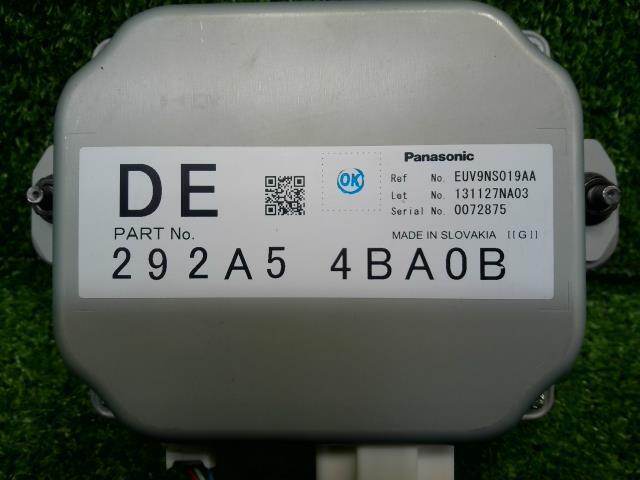 DE
OK
Panasonic
Ref No. EUV9NS019AA
Lot No. 131127NA03
Serial No. 0072875
PART No.
MADE IN SLOVAKIA [[G]]
292A5 4BA0B